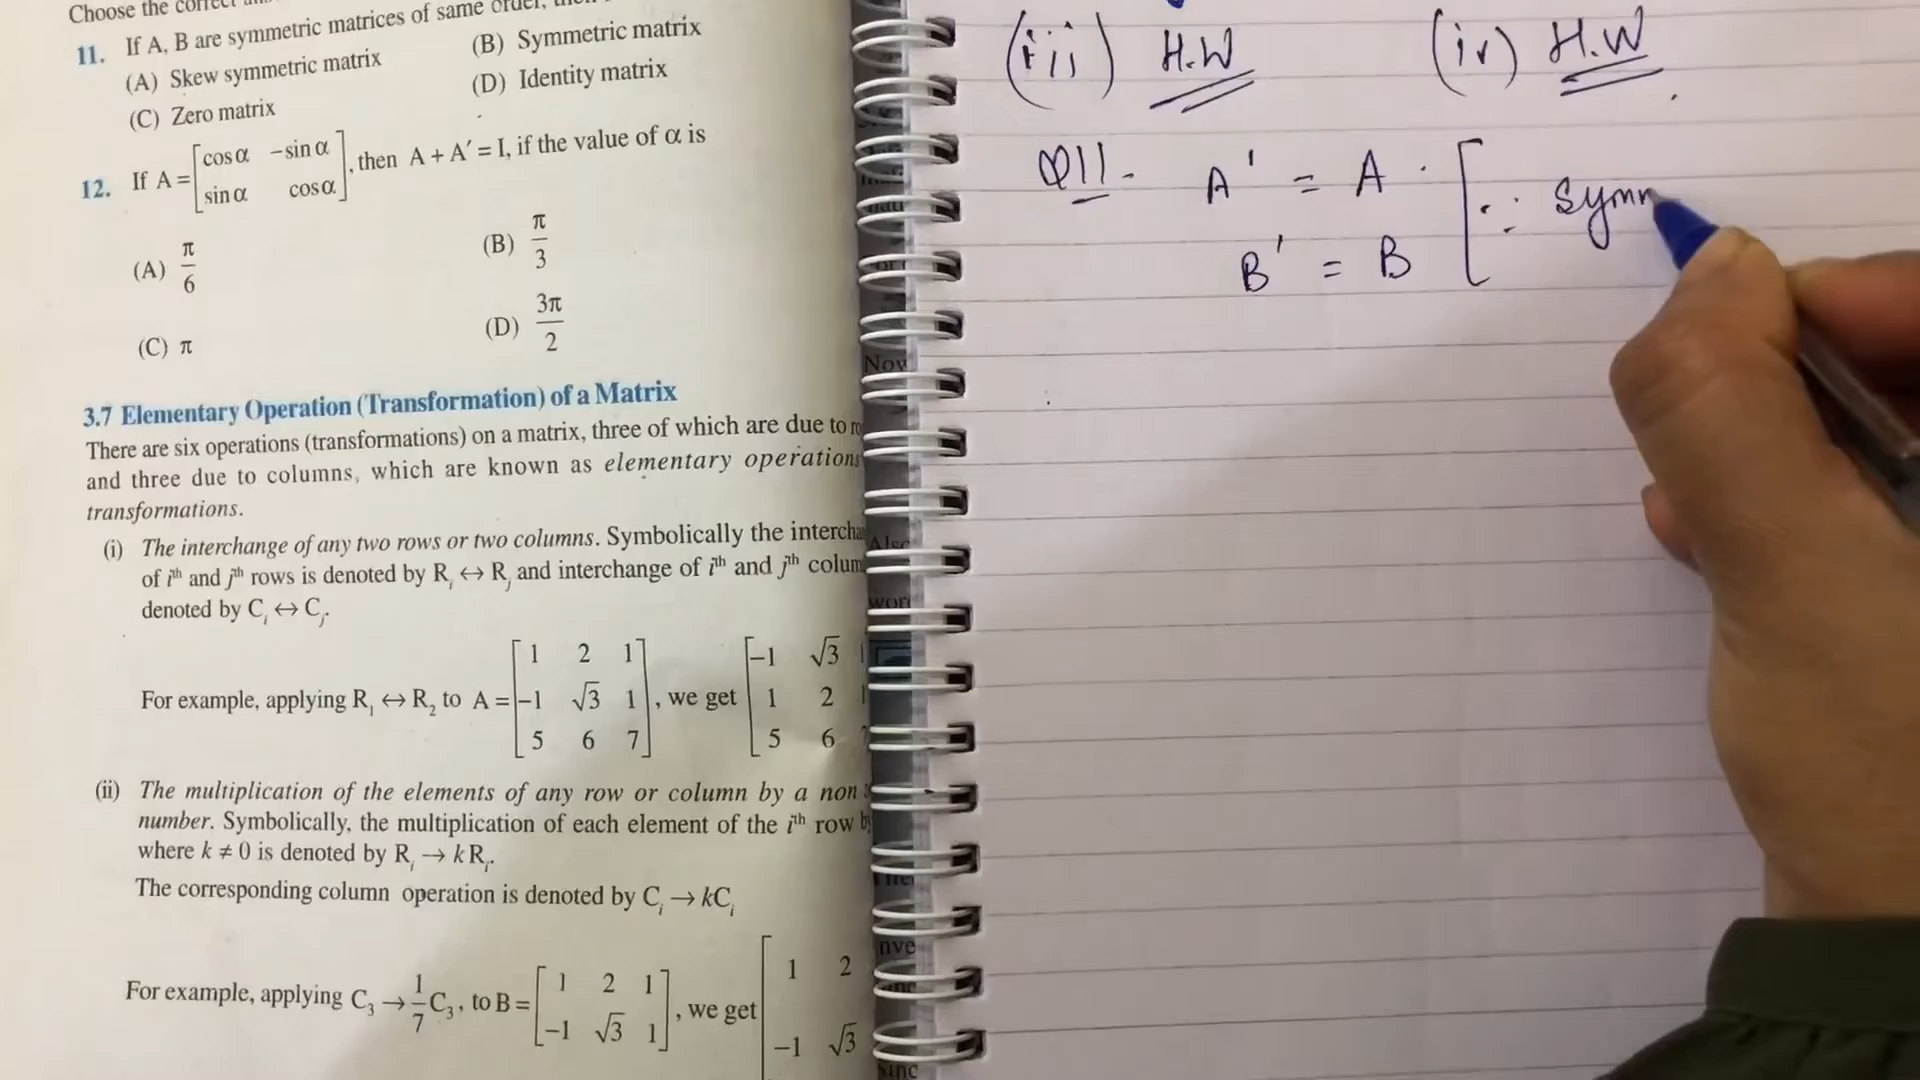 Choose the correct
11. If A, B are symmetric matrices of same order,
(A) Skew symmetric matrix (B) Symmetric matrix
(C) Zero matrix (D) Identity matrix
12. If A = [cos α −sin α
sin α cos α], then A + A′ = I, if the value of α is
(A) π/6 (B) π/3
(C) π (D) 3π/2
3.7 Elementary Operation (Transformation) of a Matrix
There are six operations (transformations) on a matrix, three of which are due to
and three due to columns, which are known as elementary operations
transformations.
(i) The interchange of any two rows or two columns. Symbolically the intercha
of iᵗʰ and jᵗʰ rows is denoted by Rᵢ ↔ Rⱼ and interchange of iᵗʰ and jᵗʰ colum
denoted by Cᵢ ↔ Cⱼ.
For example, applying R₁ ↔ R₂ to A = [1 2 1
−1 √3 1
5 6 7], we get [−1 √3
1 2
5 6
(ii) The multiplication of the elements of any row or column by a non
number. Symbolically, the multiplication of each element of the iᵗʰ row b
where k ≠ 0 is denoted by Rᵢ → k Rᵢ.
The corresponding column operation is denoted by Cᵢ → kCᵢ
For example, applying C₃ → 1/7 C₃, to B = [1 2 1
−1 √3 1], we get [1 2
−1 √3
(iii) H.W (iv) H.W
Q11. A' = A [∵ Symm
B' = B
Nov
Also
word
nve
Sinc